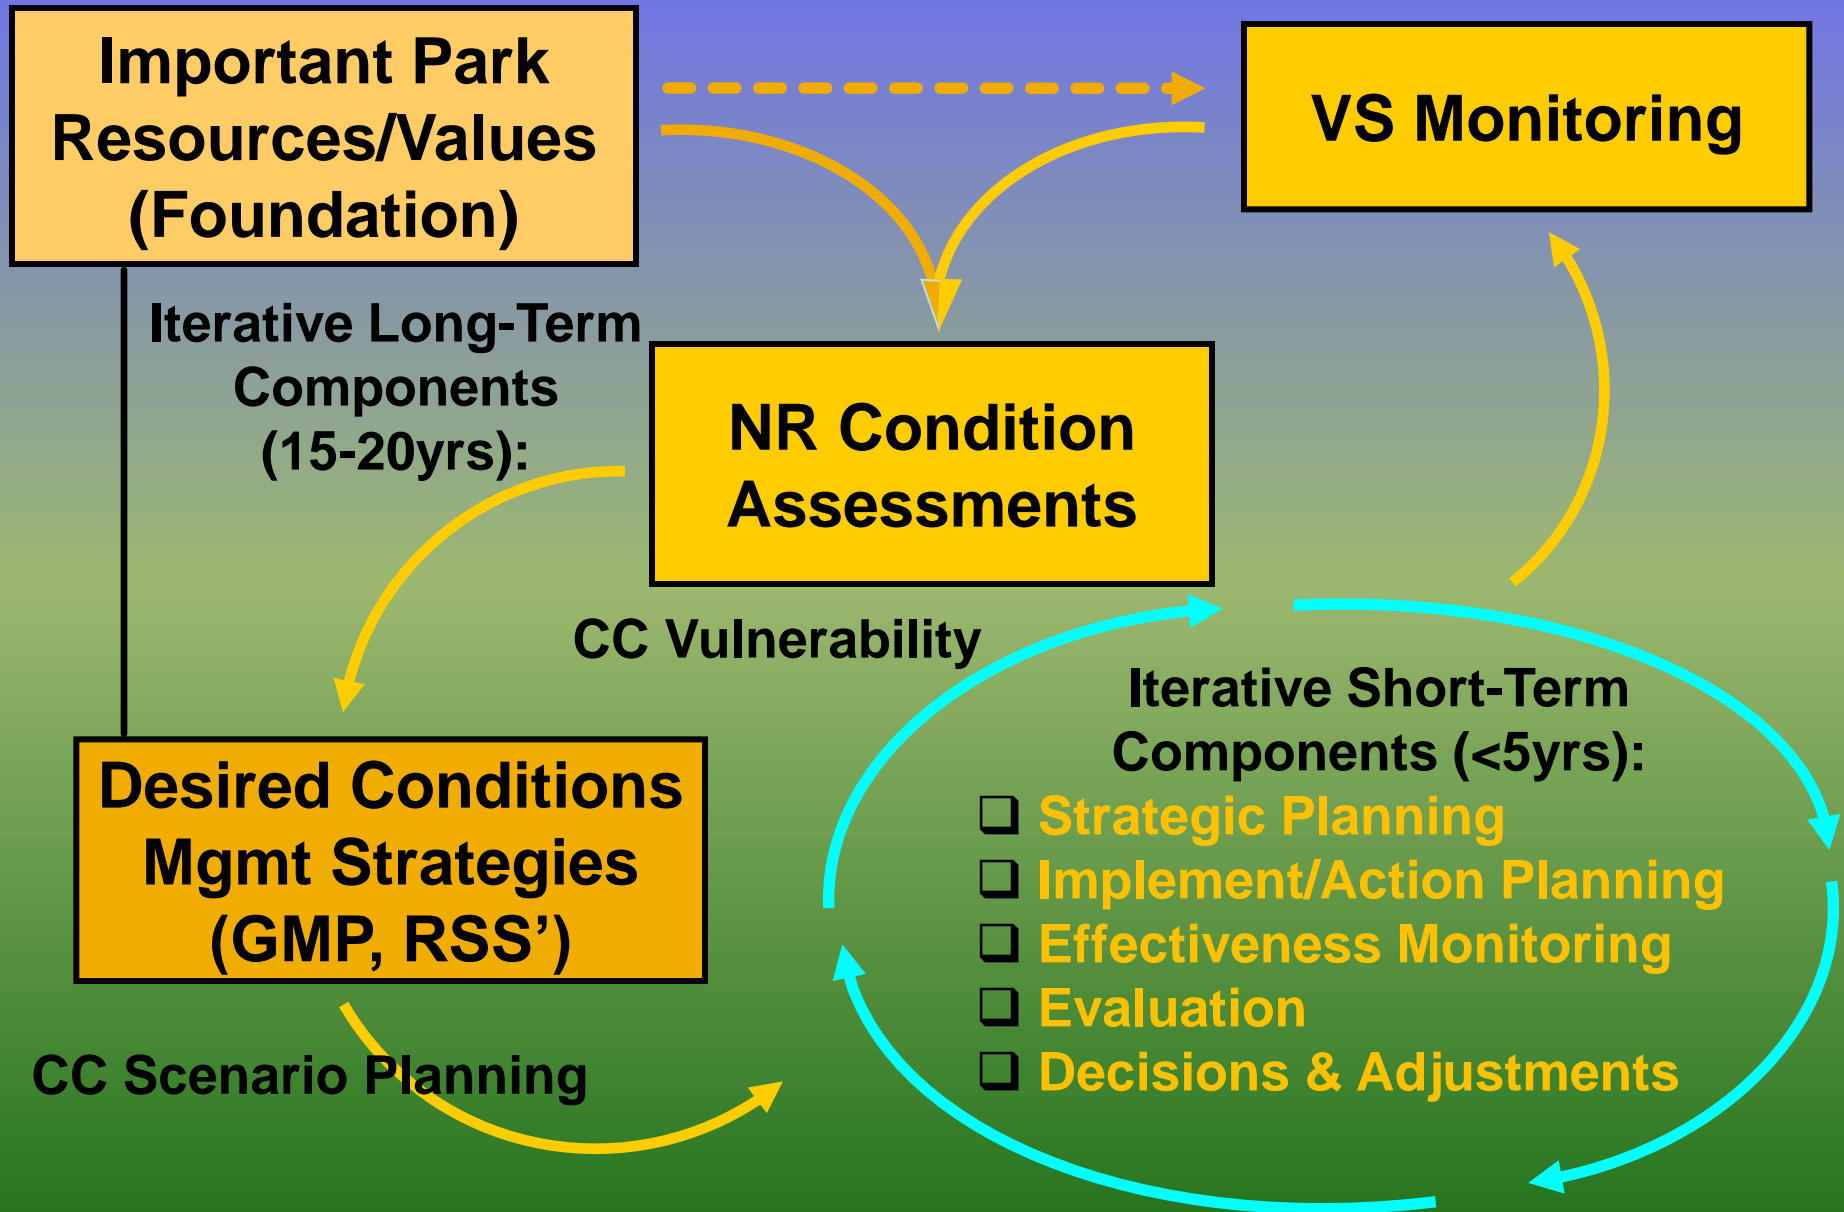 Important Park
Resources/Values
(Foundation)
VS Monitoring
Iterative Long-Term
Components
(15-20yrs):
NR Condition
Assessments
CC Vulnerability
Desired Conditions
Mgmt Strategies
(GMP, RSS’)
CC Scenario Planning
Iterative Short-Term
Components (<5yrs):
❑ Strategic Planning
❑ Implement/Action Planning
❑ Effectiveness Monitoring
❑ Evaluation
❑ Decisions & Adjustments